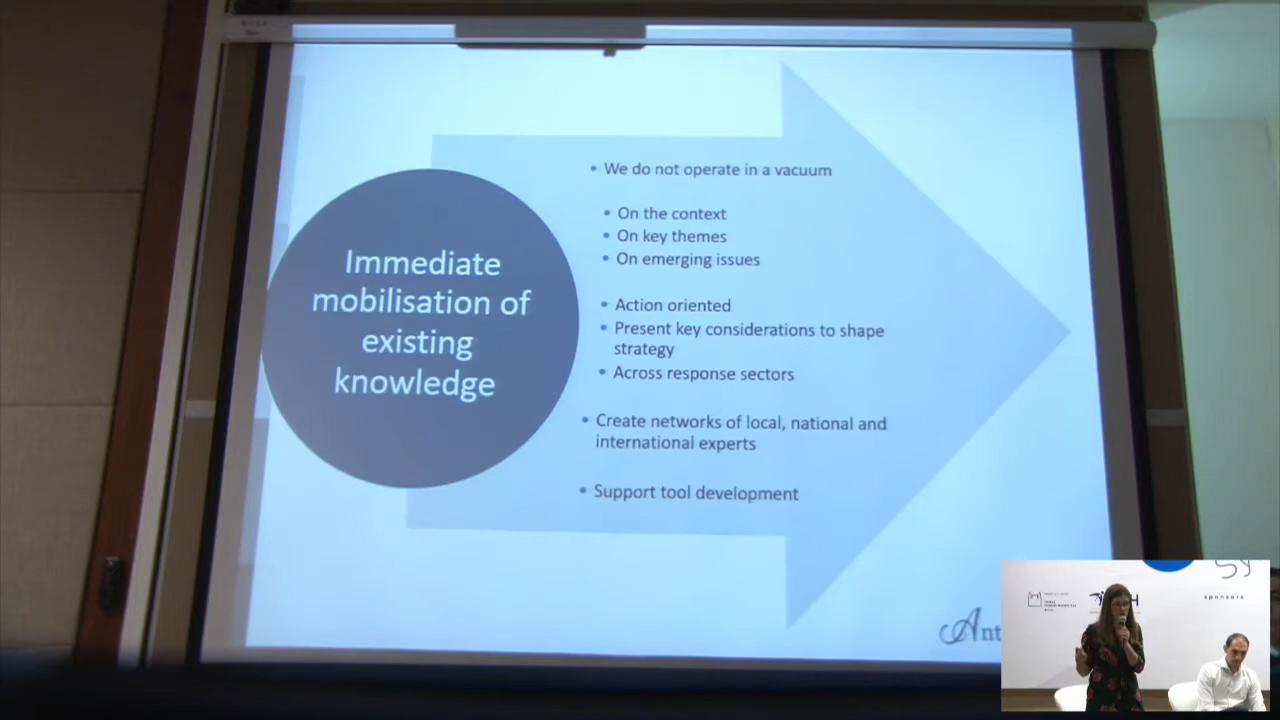 Immediate
mobilisation of
existing
knowledge
• We do not operate in a vacuum
• On the context
• On key themes
• On emerging issues
• Action oriented
• Present key considerations to shape
strategy
• Across response sectors
• Create networks of local, national and
international experts
• Support tool development
Ant
sy
sponsors